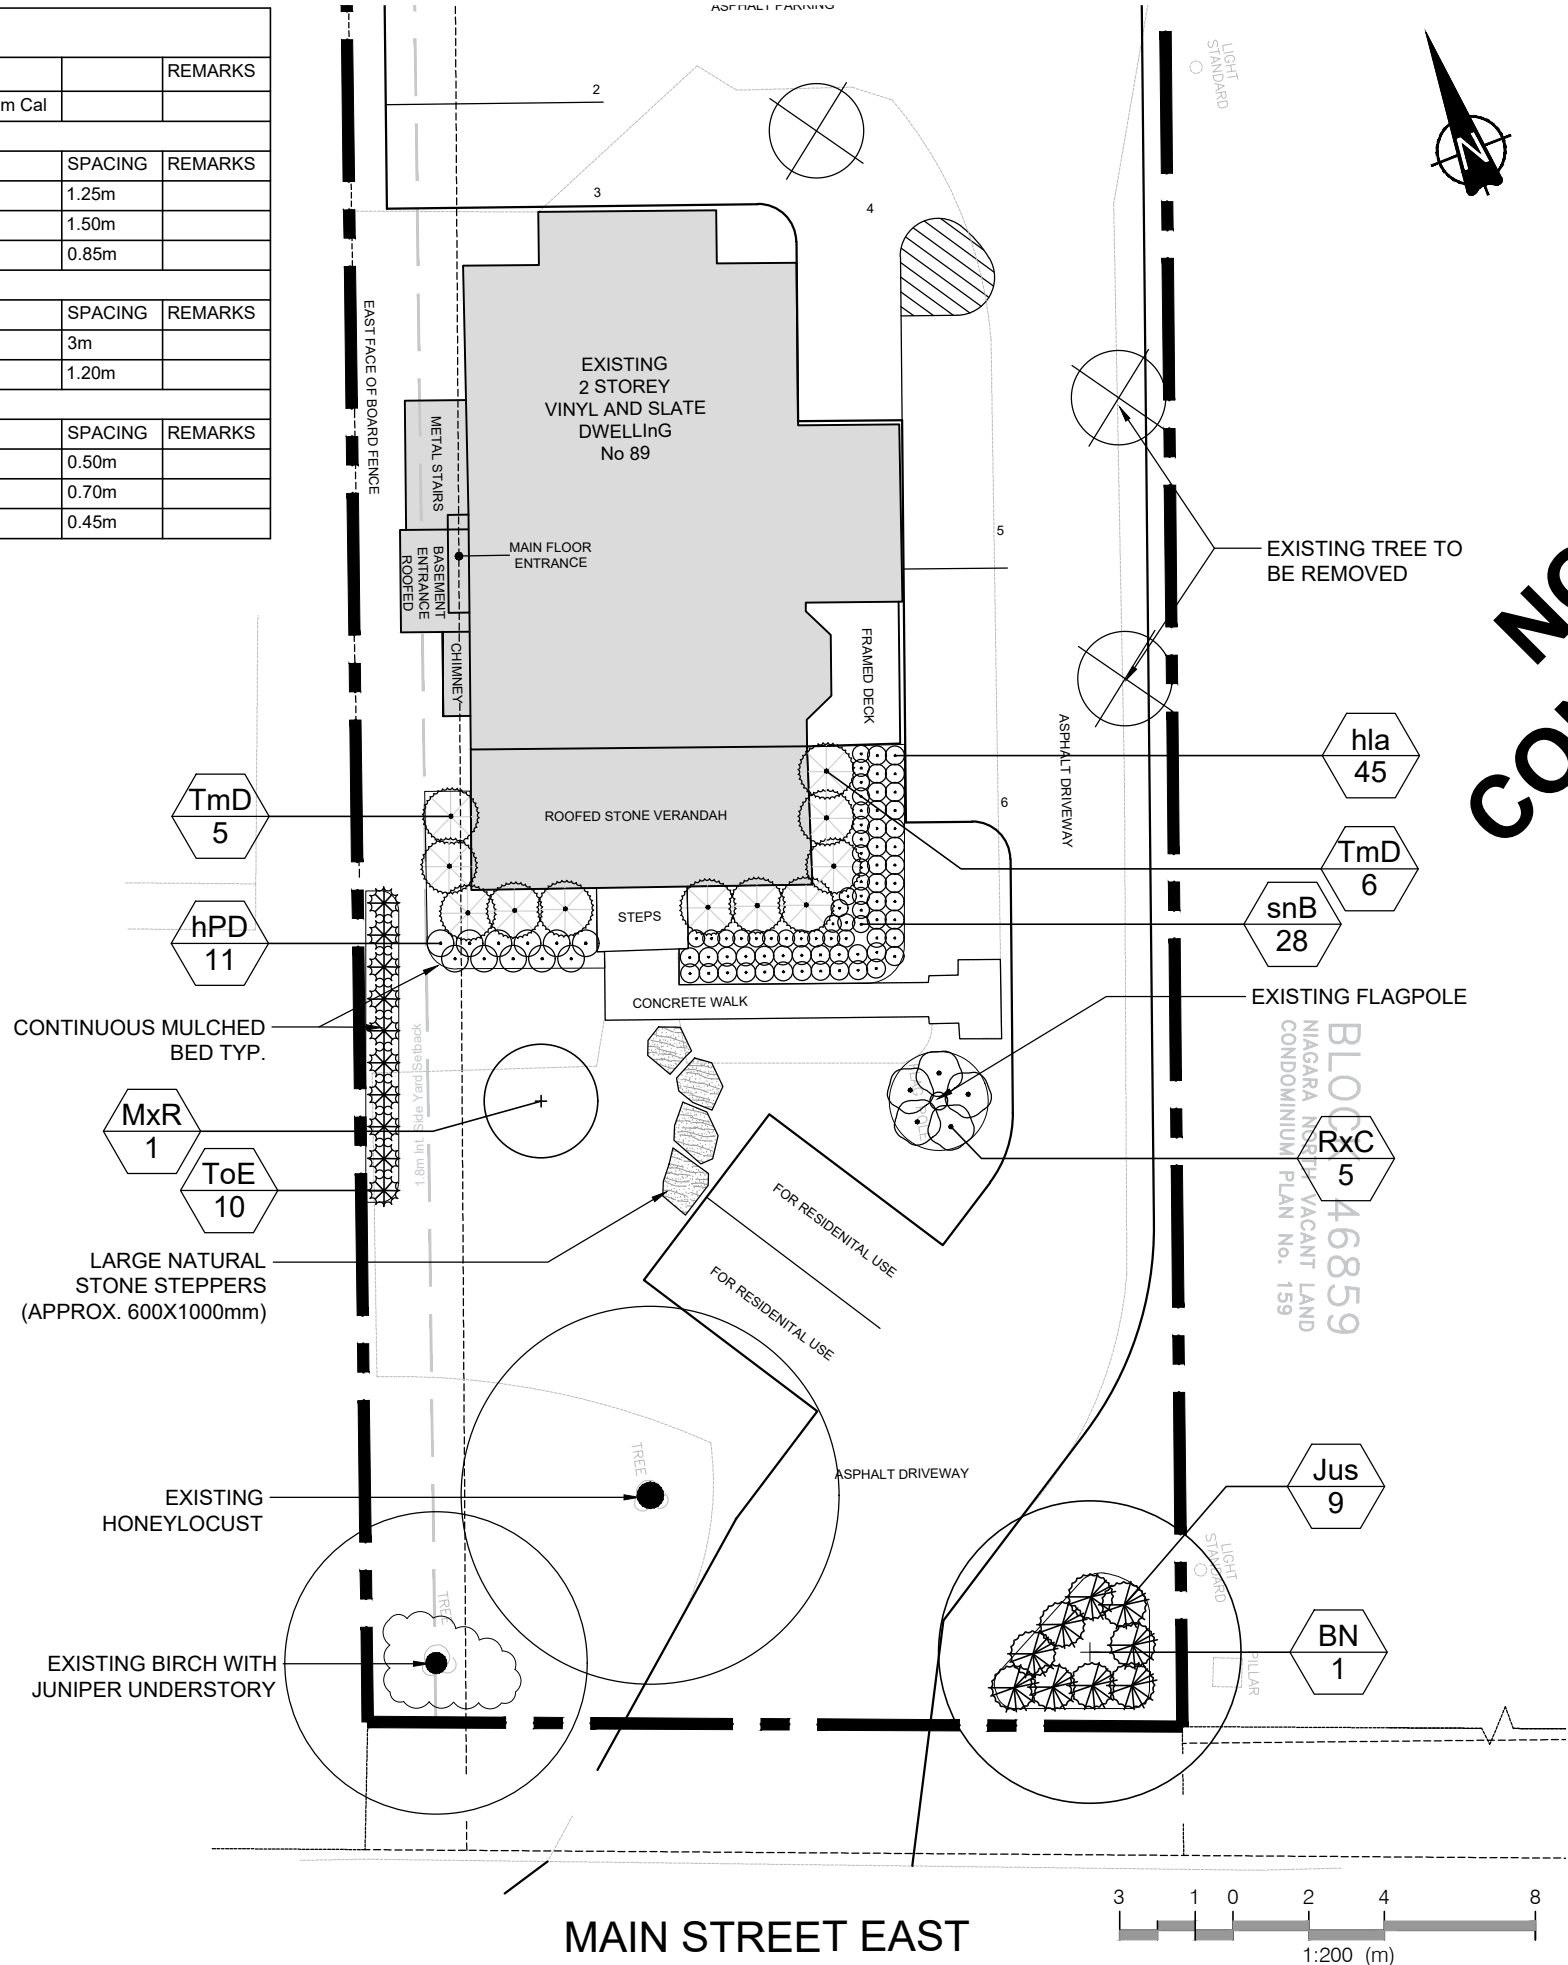 ASPHALT PARKING
REMARKS
m Cal
SPACING REMARKS
1.25m
1.50m
0.85m
SPACING REMARKS
3m
1.20m
SPACING REMARKS
0.50m
0.70m
0.45m
LIGHT
STANDARD
N
2
3
4
5
6
EAST FACE OF BOARD FENCE
EXISTING
2 STOREY
VINYL AND SLATE
DWELLInG
No 89
METAL STAIRS
BASEMENT
ENTRANCE
ROOFED
MAIN FLOOR
ENTRANCE
CHIMNEY
FRAMED DECK
EXISTING TREE TO
BE REMOVED
ASPHALT DRIVEWAY
hla
45
TmD
5
ROOFED STONE VERANDAH
TmD
6
snB
28
hPD
11
STEPS
CONCRETE WALK
EXISTING FLAGPOLE
CONTINUOUS MULCHED
BED TYP.
1.8m Int. Side Yard Setback
BLOCK 46859
NIAGARA NORTH VACANT LAND
CONDOMINIUM PLAN No. 159
MxR
1
RxC
5
ToE
10
FOR RESIDENITAL USE
FOR RESIDENITAL USE
LARGE NATURAL
STONE STEPPERS
(APPROX. 600X1000mm)
TREE
ASPHALT DRIVEWAY
EXISTING
HONEYLOCUST
Jus
9
LIGHT
STANDARD
TREE
BN
1
PILLAR
EXISTING BIRCH WITH
JUNIPER UNDERSTORY
MAIN STREET EAST
3 1 0 2 4 8
1:200 (m)